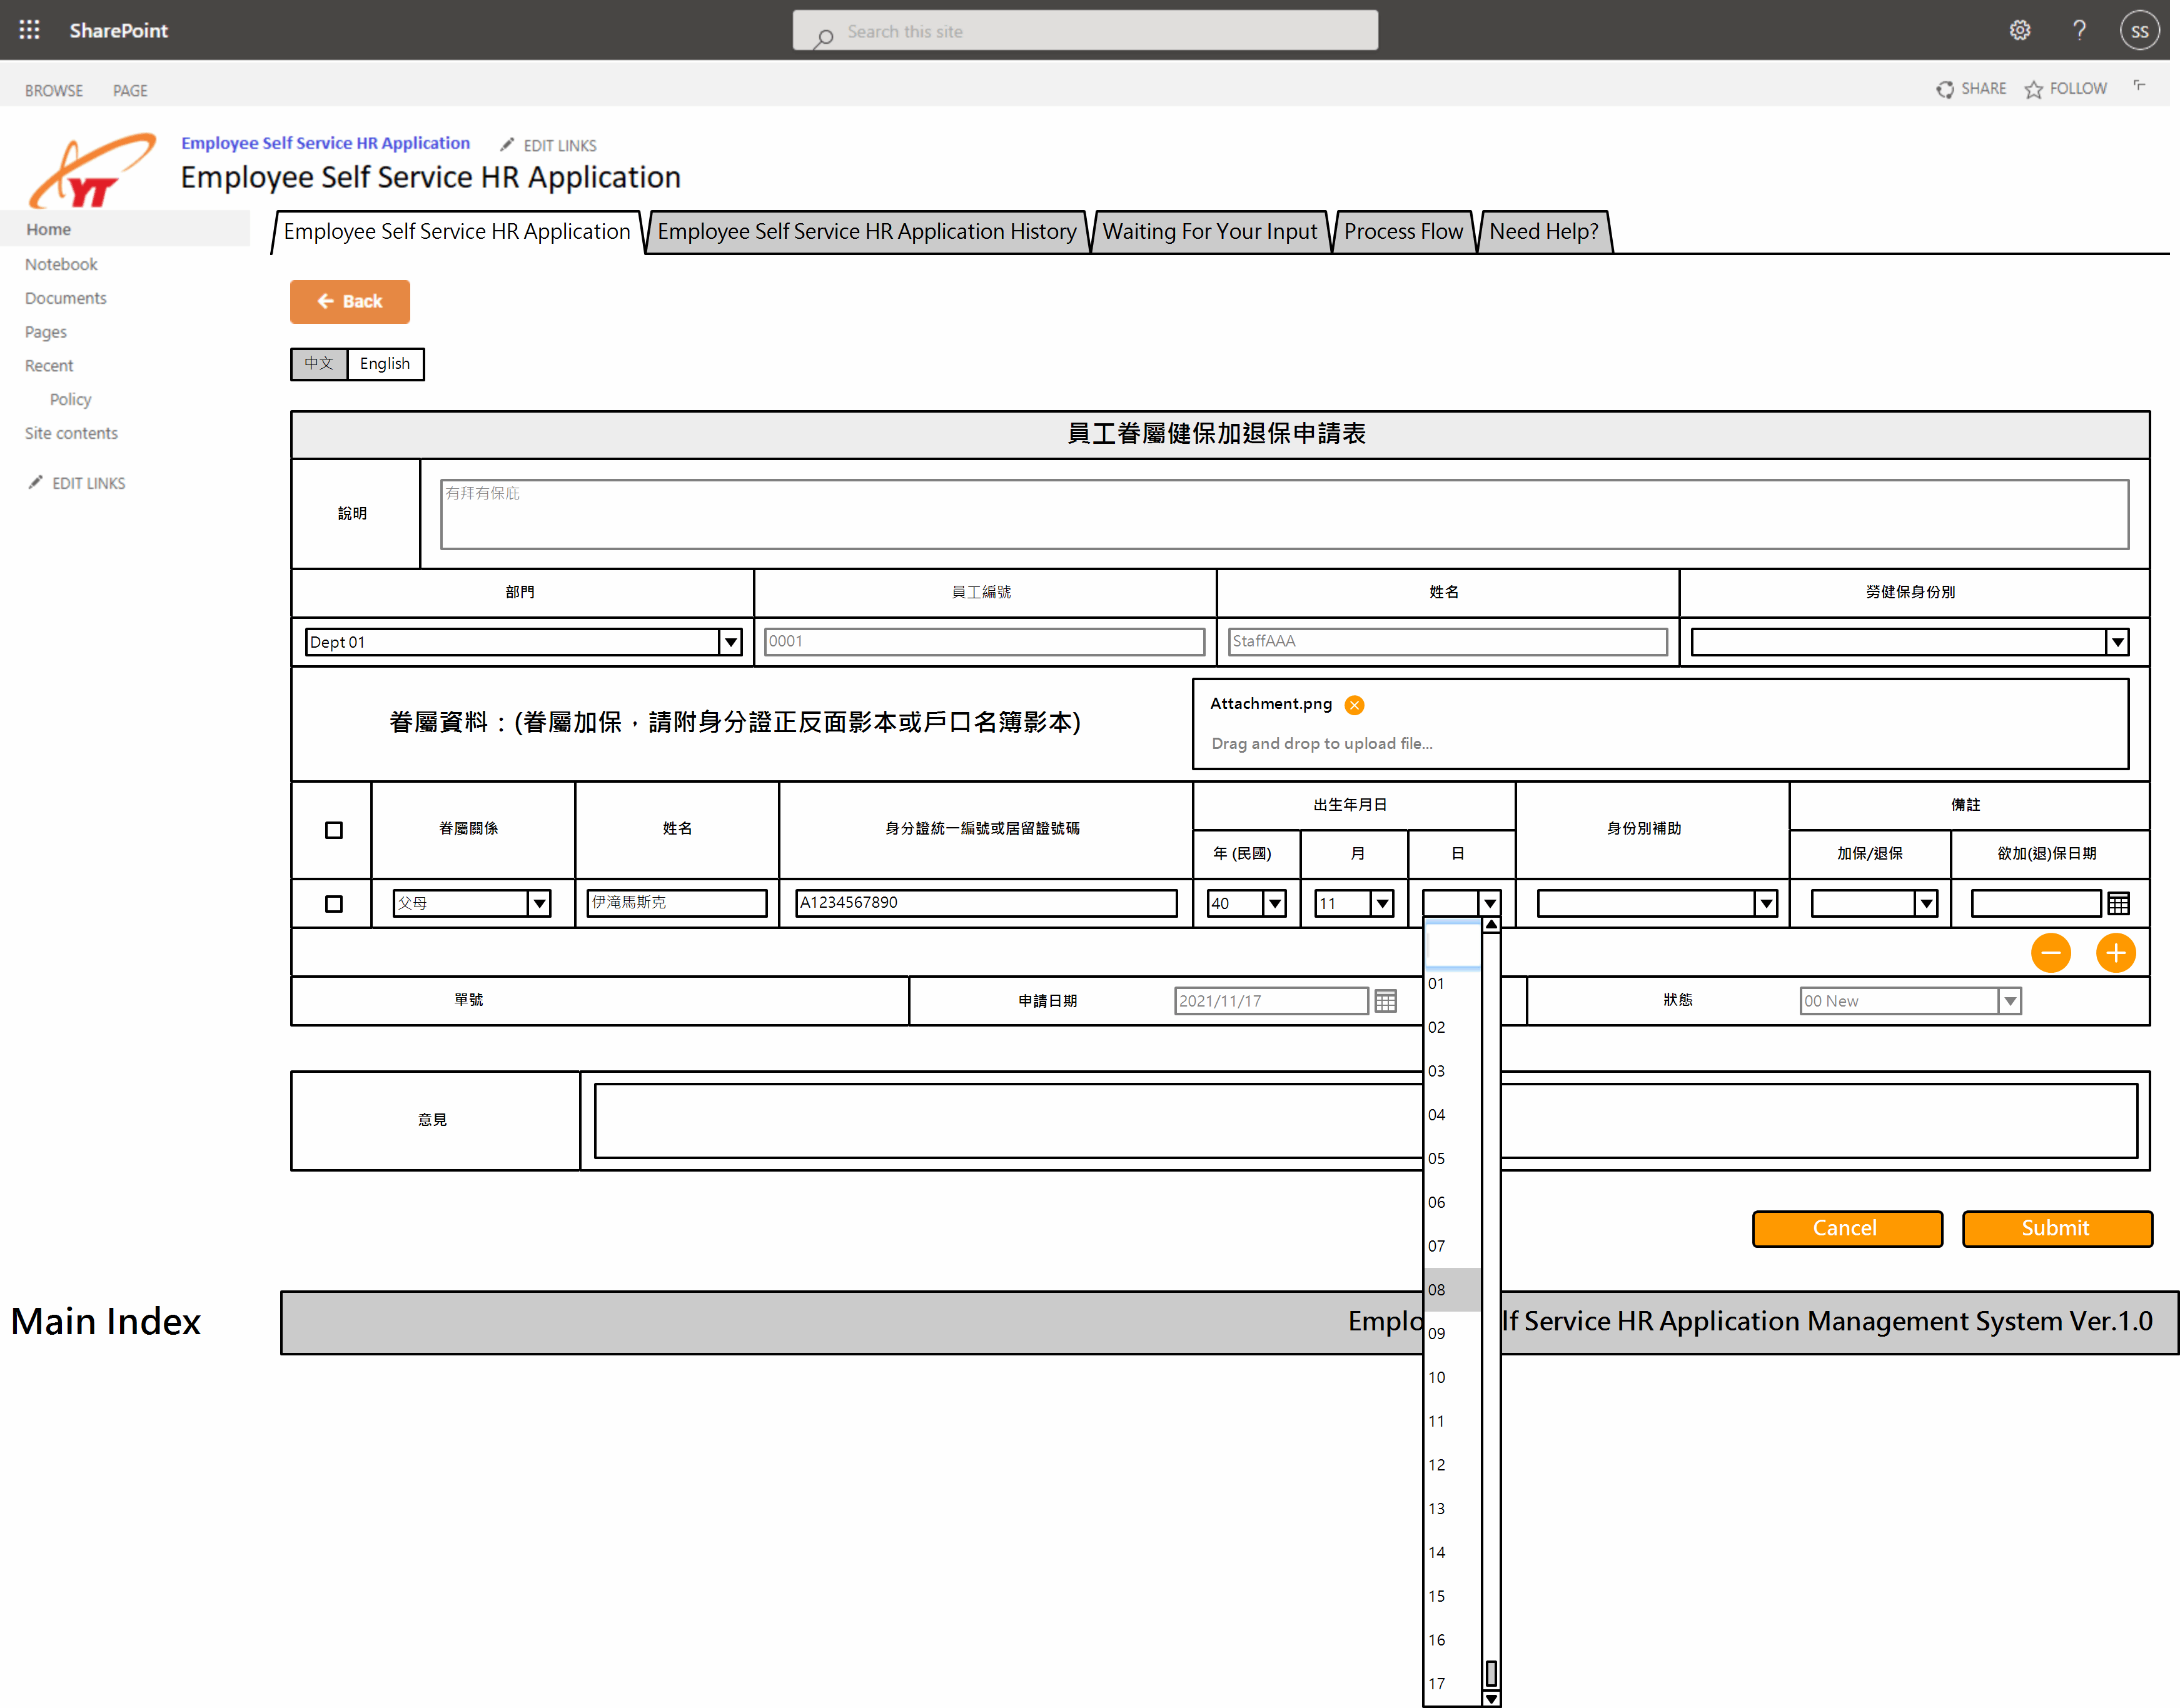 SharePoint
Search this site
?
SS
BROWSE PAGE
SHARE FOLLOW
YT
Employee Self Service HR Application EDIT LINKS
Employee Self Service HR Application
Home
Notebook
Documents
Pages
Recent
Policy
Site contents
EDIT LINKS
Employee Self Service HR Application Employee Self Service HR Application History Waiting For Your Input Process Flow Need Help?
Back
中文 English
員工眷屬健保加退保申請表
說明
有拜有保庇
部門 員工編號 姓名 勞健保身份別
Dept 01 0001 StaffAAA
眷屬資料：(眷屬加保，請附身分證正反面影本或戶口名簿影本)
Attachment.png
Drag and drop to upload file...
眷屬關係 姓名 身分證統一編號或居留證號碼 出生年月日 身份別補助 備註
年 (民國) 月 日 加保/退保 欲加(退)保日期
父母 伊滝馬斯克 A1234567890 40 11
01
02
03
04
05
06
07
08
09
10
11
12
13
14
15
16
17
單號 申請日期 2021/11/17 狀態 00 New
意見
Cancel Submit
Main Index
Emplo lf Service HR Application Management System Ver.1.0